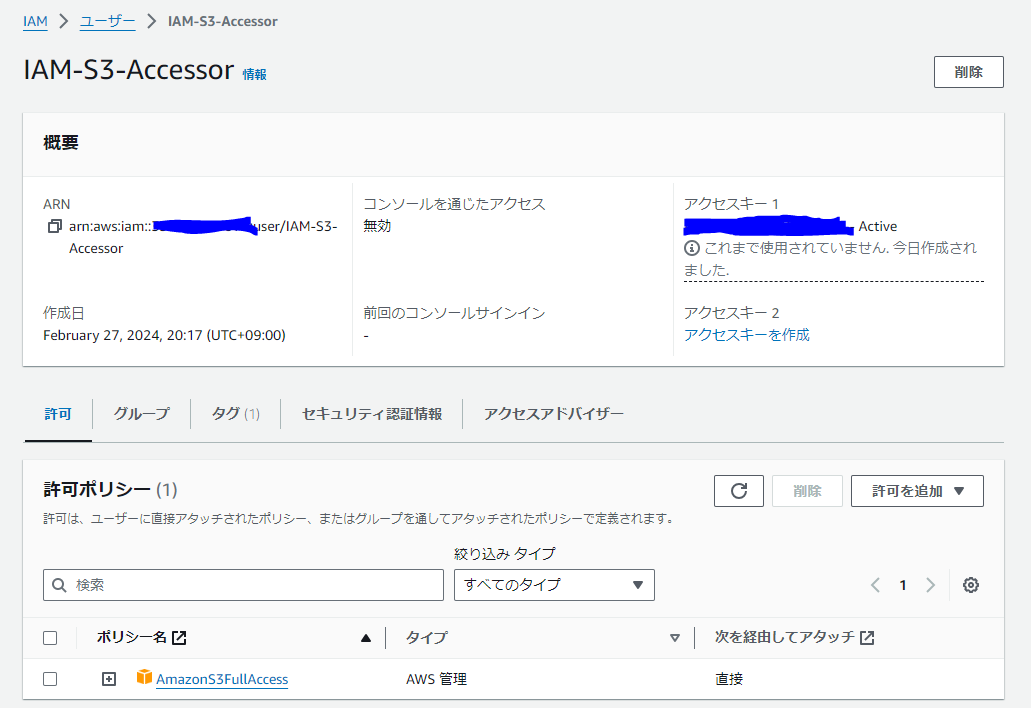 IAM > ユーザー > IAM-S3-Accessor
IAM-S3-Accessor 情報
削除
概要
ARN
arn:aws:iam:: user/IAM-S3-
Accessor
コンソールを通じたアクセス
無効
アクセスキー 1
Active
これまで使用されていません. 今日作成され
ました.
作成日
February 27, 2024, 20:17 (UTC+09:00)
前回のコンソールサインイン
-
アクセスキー 2
アクセスキーを作成
許可 グループ タグ (1) セキュリティ認証情報 アクセスアドバイザー
許可ポリシー (1)
削除 許可を追加
許可は、ユーザーに直接アタッチされたポリシー、またはグループを通してアタッチされたポリシーで定義されます。
絞り込み タイプ
検索 すべてのタイプ 1
ポリシー名 タイプ 次を経由してアタッチ
AmazonS3FullAccess AWS 管理 直接